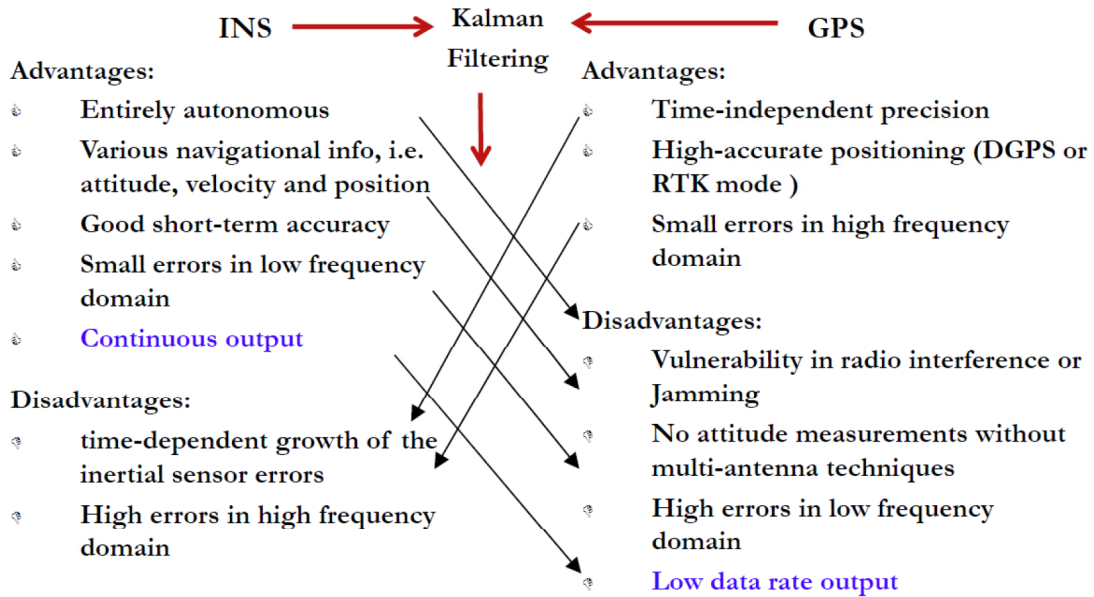 INS
Kalman
Filtering
GPS
Advantages:
Entirely autonomous
Various navigational info, i.e.
attitude, velocity and position
Good short-term accuracy
Small errors in low frequency
domain
Continuous output
Disadvantages:
time-dependent growth of the
inertial sensor errors
High errors in high frequency
domain
Advantages:
Time-independent precision
High-accurate positioning (DGPS or
RTK mode )
Small errors in high frequency
domain
Disadvantages:
Vulnerability in radio interference or
Jamming
No attitude measurements without
multi-antenna techniques
High errors in low frequency
domain
Low data rate output